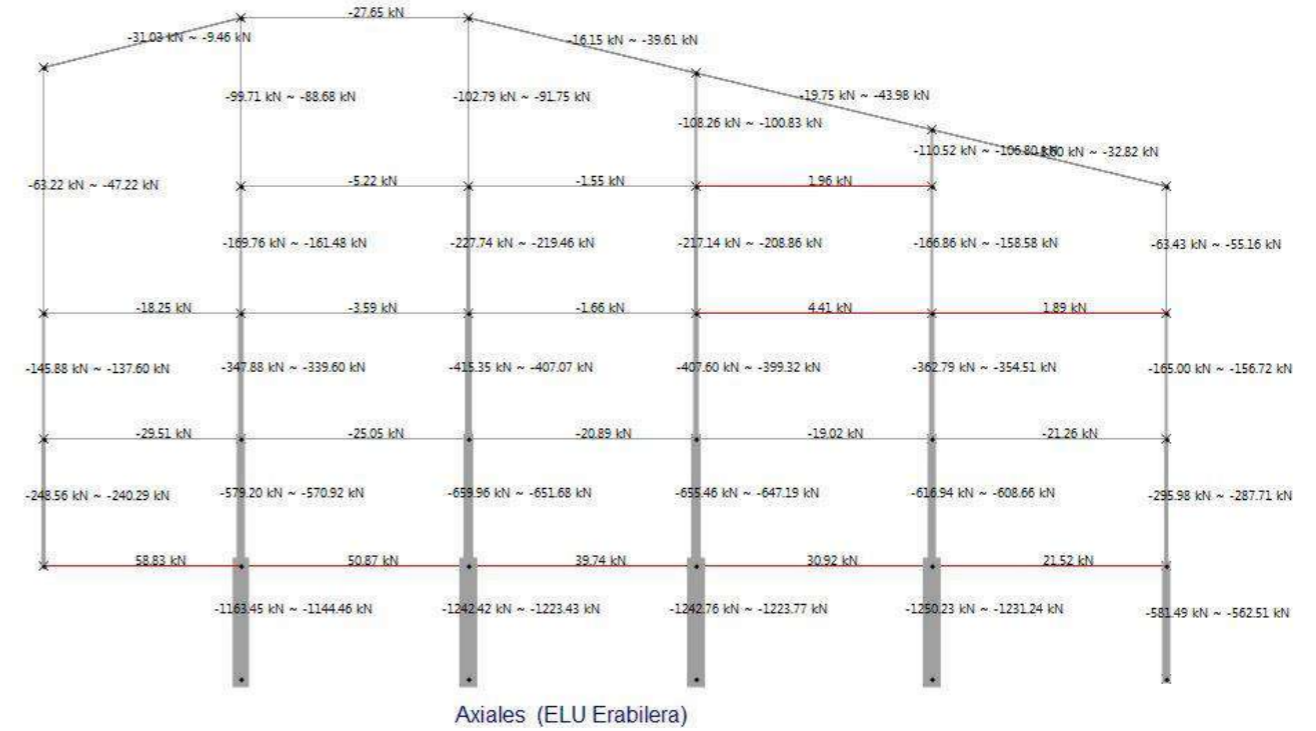 -27.65 kN
-31.03 kN ~ -9.46 kN
-16.15 kN ~ -39.61 kN
-99.71 kN ~ -88.68 kN
-102.79 kN ~ -91.75 kN
-19.75 kN ~ -43.98 kN
-108.26 kN ~ -100.83 kN
-110.52 kN ~ -106.80 kN
kN ~ -32.82 kN
-63.22 kN ~ -47.22 kN
-5.22 kN
-1.55 kN
1.96 kN
-169.76 kN ~ -161.48 kN
-227.74 kN ~ -219.46 kN
-217.14 kN ~ -208.86 kN
-166.86 kN ~ -158.58 kN
-63.43 kN ~ -55.16 kN
-18.25 kN
-3.59 kN
-1.66 kN
4.41 kN
1.89 kN
-145.88 kN ~ -137.60 kN
-347.88 kN ~ -339.60 kN
-415.35 kN ~ -407.07 kN
-407.60 kN ~ -399.32 kN
-362.79 kN ~ -354.51 kN
-165.00 kN ~ -156.72 kN
-29.51 kN
-25.05 kN
-20.89 kN
-19.02 kN
-21.26 kN
-248.56 kN ~ -240.29 kN
-579.20 kN ~ -570.92 kN
-659.96 kN ~ -651.68 kN
-655.46 kN ~ -647.19 kN
-616.94 kN ~ -608.66 kN
-295.98 kN ~ -287.71 kN
58.83 kN
50.87 kN
39.74 kN
30.92 kN
21.52 kN
-1163.45 kN ~ -1144.46 kN
-1242.42 kN ~ -1223.43 kN
-1242.76 kN ~ -1223.77 kN
-1250.23 kN ~ -1231.24 kN
-581.49 kN ~ -562.51 kN
Axiales (ELU Erabilera)